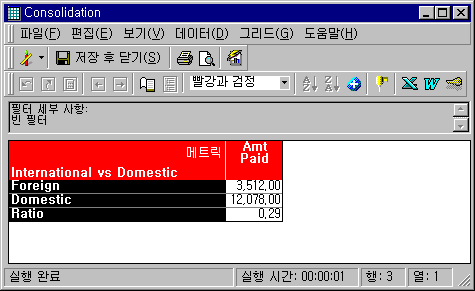 Consolidation
파일(F) 편집(E) 보기(V) 데이터(D) 그리드(G) 도움말(H)
저장 후 닫기(S)
빨강과 검정
필터 세부 사항:
빈 필터
메트릭 Amt Paid
International vs Domestic
Foreign 3,512,00
Domestic 12,078,00
Ratio 0,29
실행 완료 실행 시간: 00:00:01 행: 3 열: 1